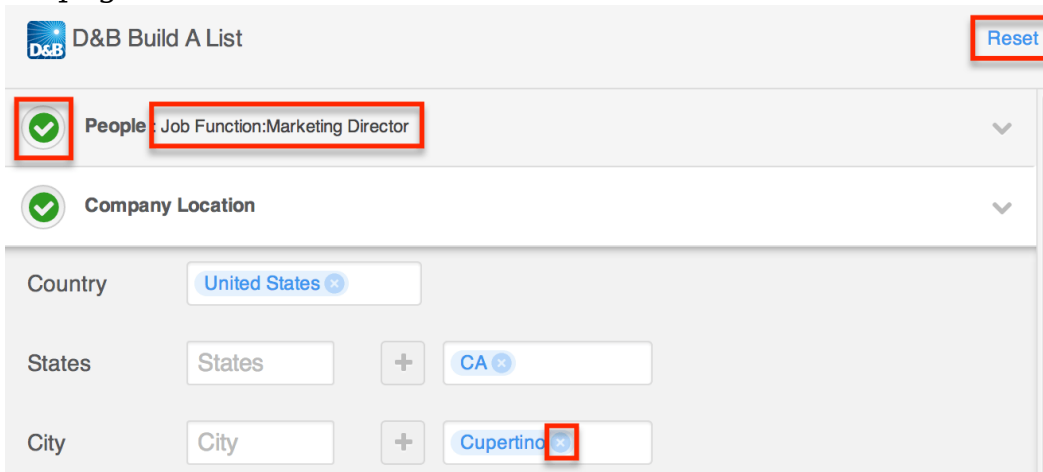 D&B D&B Build A List Reset
People : Job Function:Marketing Director
Company Location
Country United States
States States + CA
City City + Cupertino